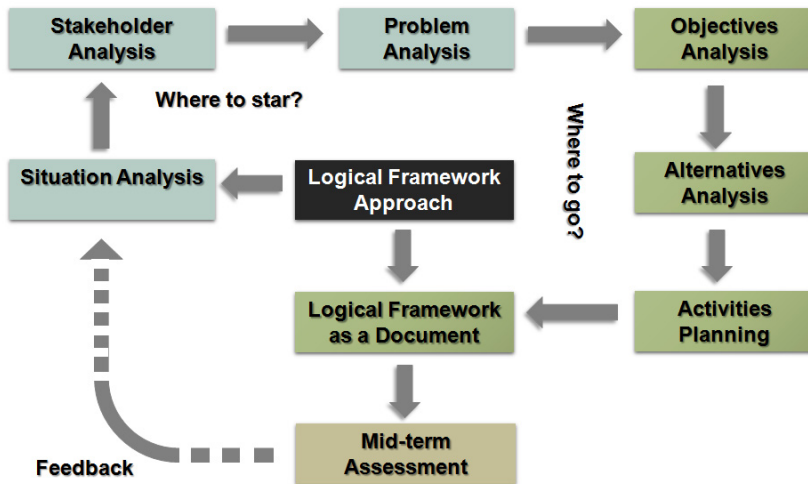 Stakeholder
Analysis
Problem
Analysis
Objectives
Analysis
Where to star?
Where to go?
Situation Analysis
Logical Framework
Approach
Alternatives
Analysis
Logical Framework
as a Document
Activities
Planning
Mid-term
Assessment
Feedback